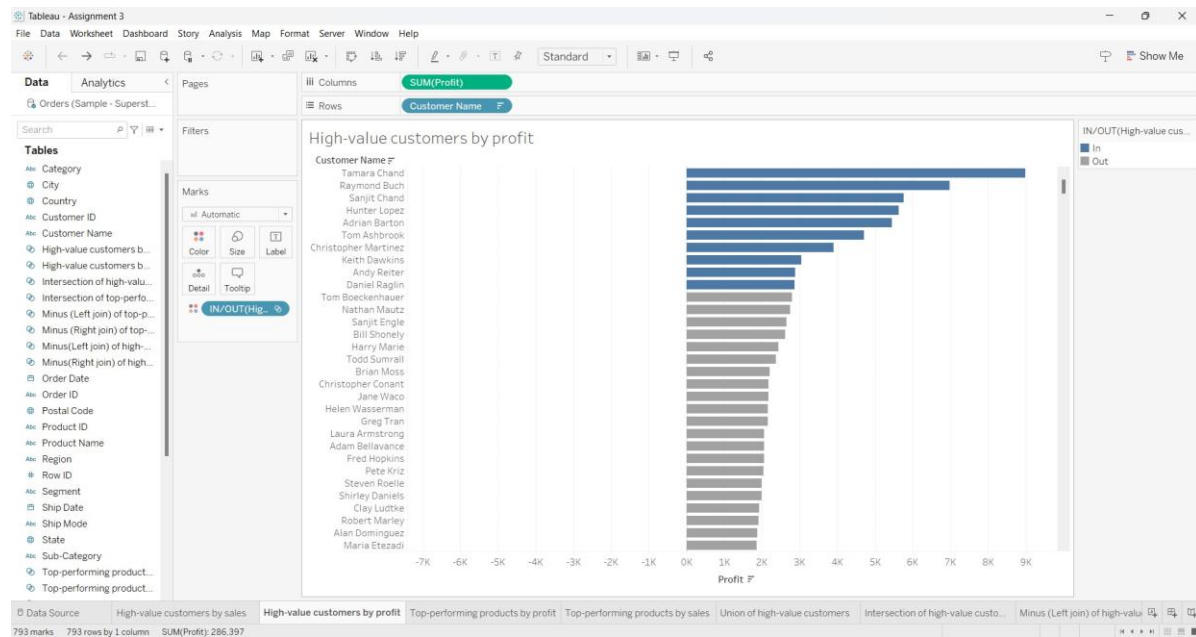 Tableau - Assignment 3
File Data Worksheet Dashboard Story Analysis Map Format Server Window Help
Standard
Show Me
Data Analytics
Orders (Sample - Superst...
Search
Tables
Abc Category
City
Country
Abc Customer ID
Abc Customer Name
High-value customers b...
High-value customers b...
Intersection of high-valu...
Intersection of top-perfo...
Minus (Left join) of top-p...
Minus (Right join) of top-...
Minus(Left join) of high-...
Minus(Right join) of high...
Order Date
Abc Order ID
Postal Code
Abc Product ID
Abc Product Name
Abc Region
# Row ID
Abc Segment
Ship Date
Abc Ship Mode
State
Abc Sub-Category
Top-performing product...
Top-performing product...
Pages
Filters
Marks
Automatic
Color Size Label
Detail Tooltip
IN/OUT(Hig..
Columns SUM(Profit)
Rows Customer Name
High-value customers by profit
Customer Name
Tamara Chand
Raymond Buch
Sanjit Chand
Hunter Lopez
Adrian Barton
Tom Ashbrook
Christopher Martinez
Keith Dawkins
Andy Reiter
Daniel Raglin
Tom Boeckenhauer
Nathan Mautz
Sanjit Engle
Bill Shonely
Harry Marie
Todd Sumrall
Brian Moss
Christopher Conant
Jane Waco
Helen Wasserman
Greg Tran
Laura Armstrong
Adam Bellavance
Fred Hopkins
Pete Kriz
Steven Roelle
Shirley Daniels
Clay Ludtke
Robert Marley
Alan Dominguez
Maria Etezadi
-7K -6K -5K -4K -3K -2K -1K 0K 1K 2K 3K 4K 5K 6K 7K 8K 9K
Profit
IN/OUT(High-value cus...
In
Out
Data Source High-value customers by sales High-value customers by profit Top-performing products by profit Top-performing products by sales Union of high-value customers Intersection of high-value custo... Minus (Left join) of high-valu
793 marks 793 rows by 1 column SUM(Profit): 286,397